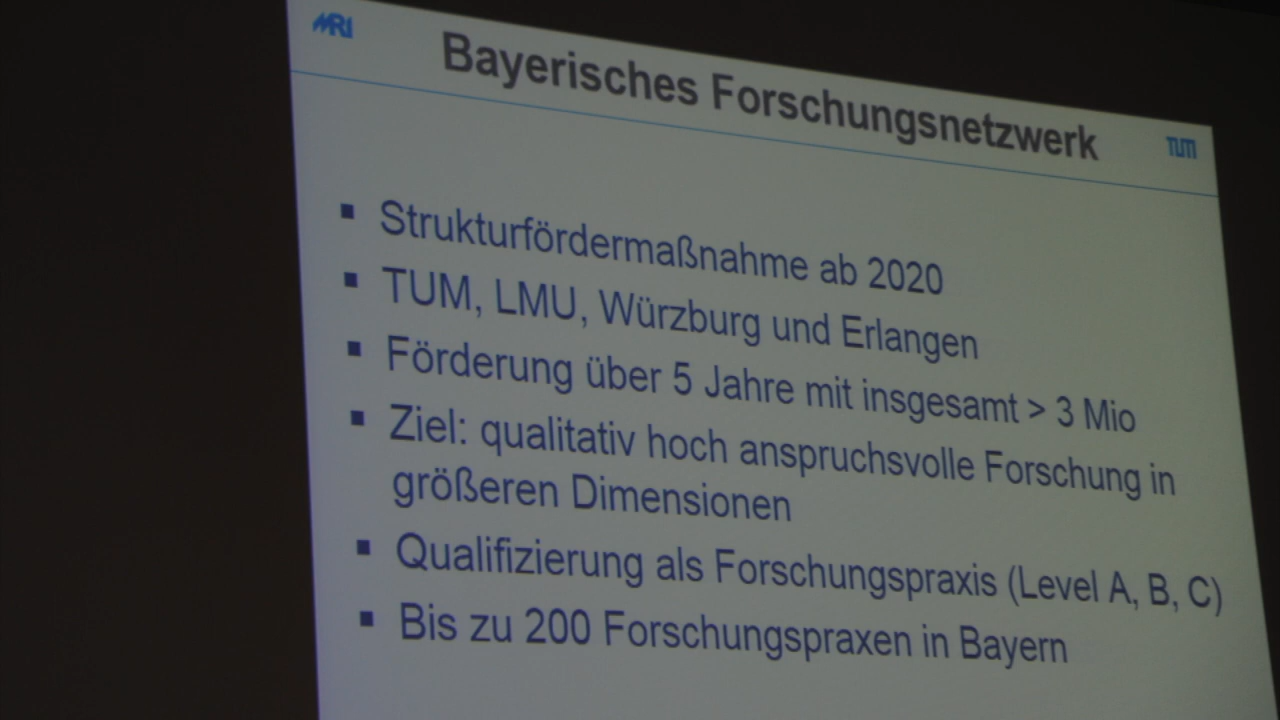 MRI
Bayerisches Forschungsnetzwerk
TUM
▪ Strukturfördermaßnahme ab 2020
▪ TUM, LMU, Würzburg und Erlangen
▪ Förderung über 5 Jahre mit insgesamt > 3 Mio
▪ Ziel: qualitativ hoch anspruchsvolle Forschung in
größeren Dimensionen
▪ Qualifizierung als Forschungspraxis (Level A, B, C)
▪ Bis zu 200 Forschungspraxen in Bayern